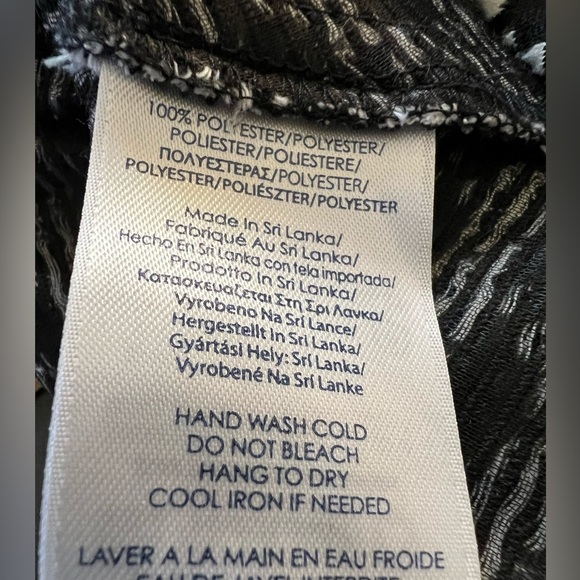 100% POLYESTER/POLYESTER/
POLIESTER/POLIESTERE/
ΠΟΛΥΕΣΤΕΡΑΣ/POLYESTER/
POLYESTER/POLIÉSZTER/POLYESTER
Made In Sri Lanka/
Fabriqué Au Sri Lanka/
Hecho En Sri Lanka con tela importada/
Prodotto In Sri Lanka/
Κατασκευαζεται Στη Σρι Λανκα/
Vyrobeno Na Srí Lance/
Hergestellt In Sri Lanka/
Gyártási Hely: Srí Lanka/
Vyrobené Na Srí Lanke
HAND WASH COLD
DO NOT BLEACH
HANG TO DRY
COOL IRON IF NEEDED
LAVER A LA MAIN EN EAU FROIDE